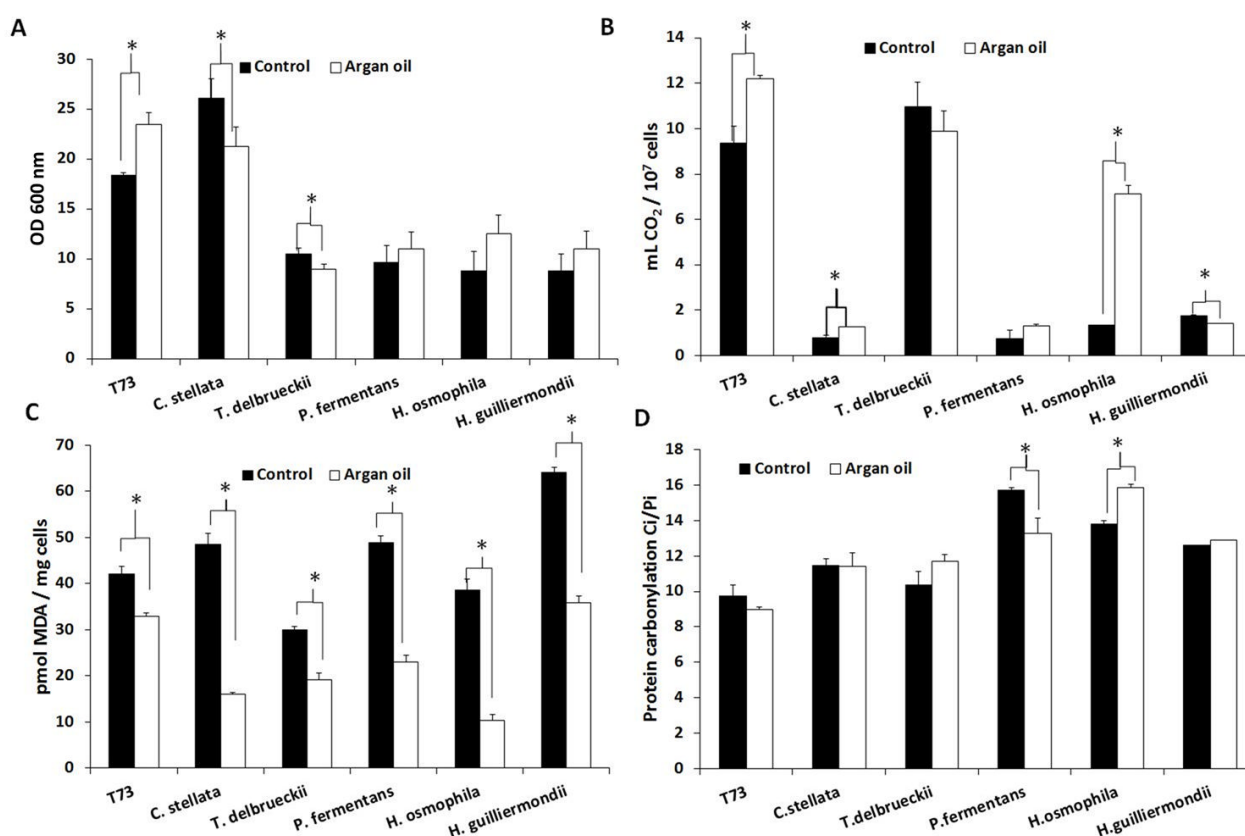 A
*
*
Control
Argan oil
*
OD 600 nm
30
25
20
15
10
5
0
T73
C. stellata
T. delbrueckii
P. fermentans
H. osmophila
H. guilliermondii
B
*
Control
Argan oil
*
*
*
mL CO₂ / 10⁷ cells
14
12
10
8
6
4
2
0
T73
C. stellata
T. delbrueckii
P. fermentans
H. osmophila
H. guilliermondii
C
Control
Argan oil
*
*
*
*
*
*
pmol MDA / mg cells
70
60
50
40
30
20
10
0
T73
C. stellata
T. delbrueckii
P. fermentans
H. osmophila
H. guilliermondii
D
Control
Argan oil
*
*
Protein carbonylation Ci/Pi
18
16
14
12
10
8
6
4
2
0
T73
C.stellata
T.delbrueckii
P.fermentans
H.osmophila
H.guilliermondii